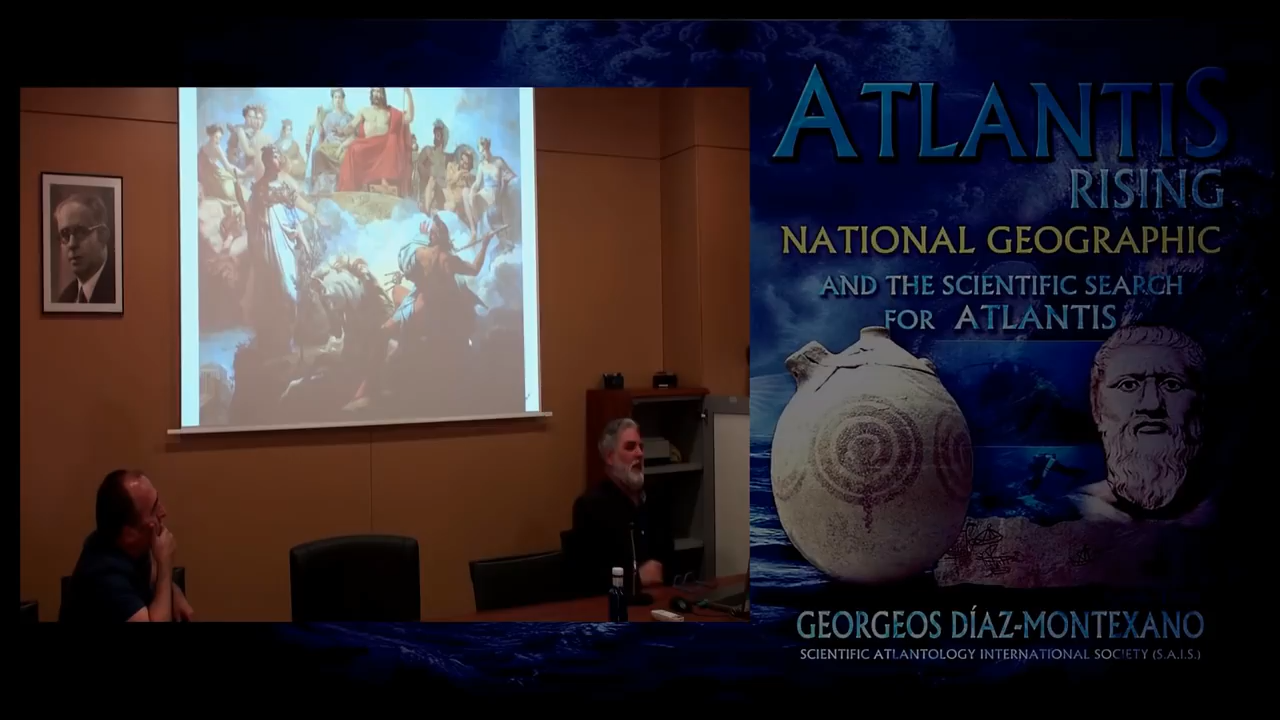 ATLANTIS
RISING
NATIONAL GEOGRAPHIC
AND THE SCIENTIFIC SEARCH
FOR ATLANTIS
GEORGEOS DÍAZ-MONTEXANO
SCIENTIFIC ATLANTOLOGY INTERNATIONAL SOCIETY (S.A.I.S.)